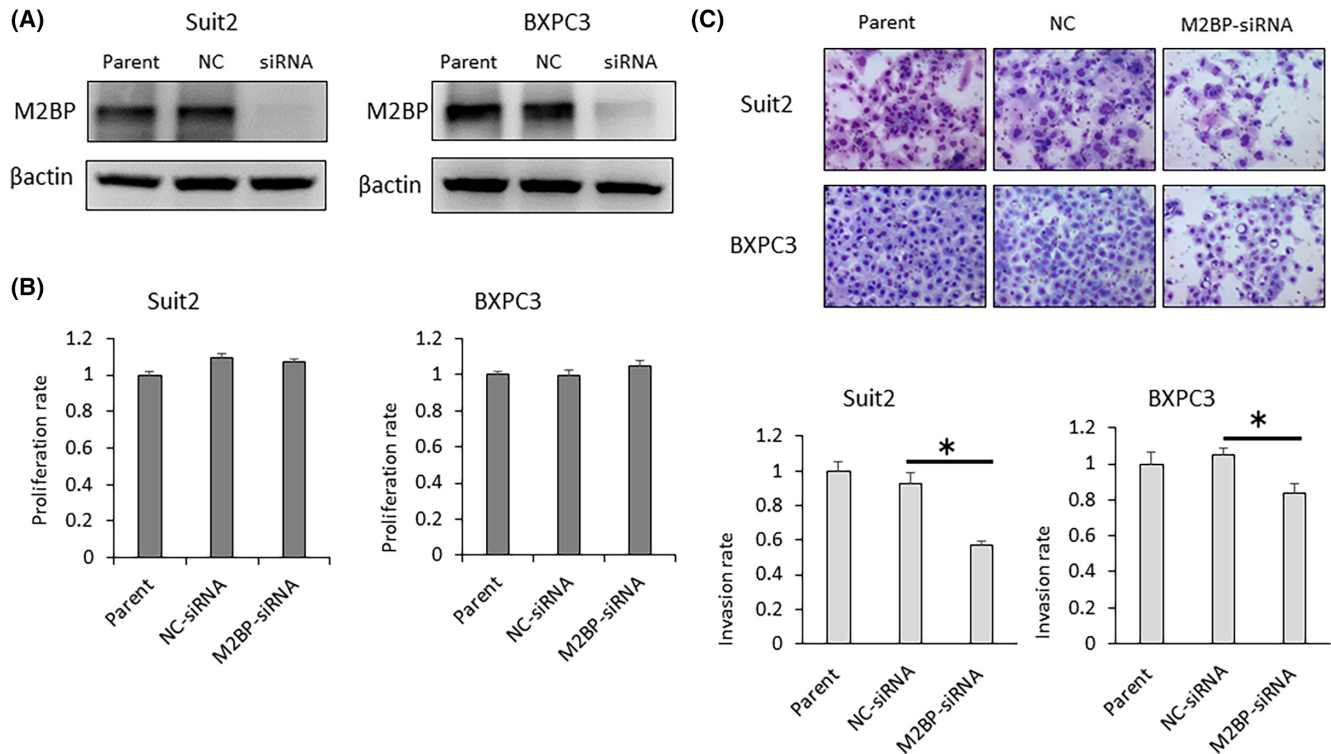 (A)
Suit2
Parent NC siRNA
M2BP
βactin
BXPC3
Parent NC siRNA
M2BP
βactin
(B)
Suit2
Proliferation rate
1.2
1
0.8
0.6
0.4
0.2
0
Parent
NC-siRNA
M2BP-siRNA
BXPC3
Proliferation rate
1.2
1
0.8
0.6
0.4
0.2
0
Parent
NC-siRNA
M2BP-siRNA
(C)
Parent NC M2BP-siRNA
Suit2
BXPC3
Suit2
Invasion rate
1.2
1
0.8
0.6
0.4
0.2
0
*
Parent
NC-siRNA
M2BP-siRNA
BXPC3
Invasion rate
1.2
1
0.8
0.6
0.4
0.2
0
*
Parent
NC-siRNA
M2BP-siRNA